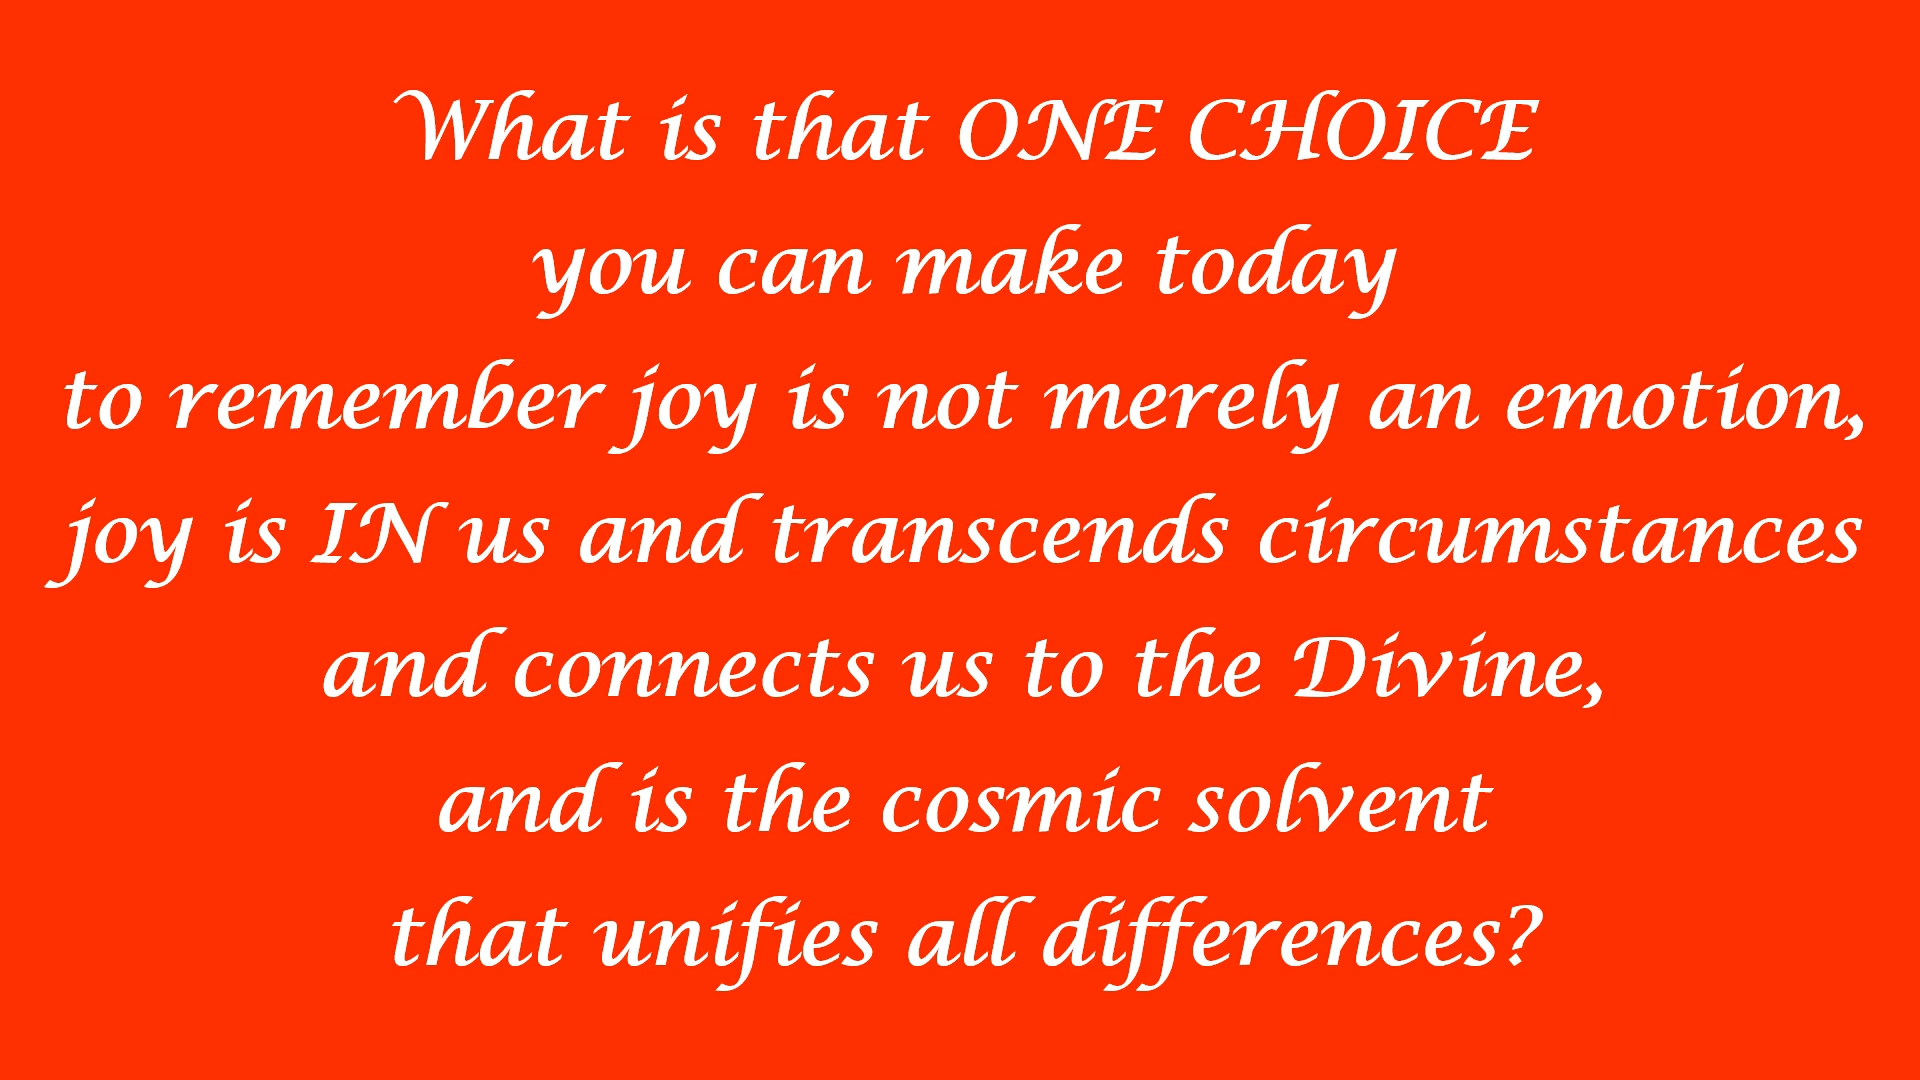 What is that ONE CHOICE
you can make today
to remember joy is not merely an emotion,
joy is IN us and transcends circumstances
and connects us to the Divine,
and is the cosmic solvent
that unifies all differences?